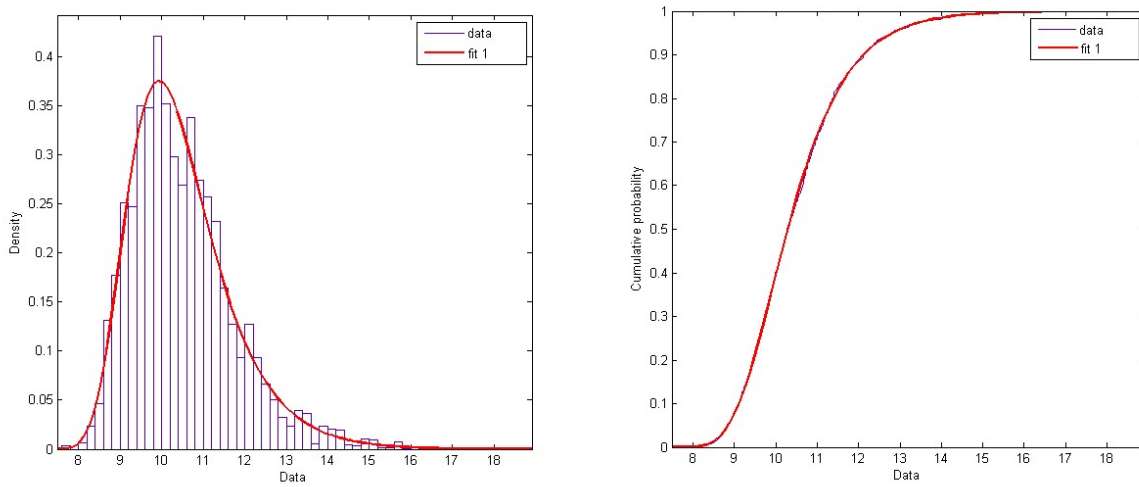 data
fit 1
0.4
0.35
0.3
0.25
0.2
0.15
0.1
0.05
0
Density
8 9 10 11 12 13 14 15 16 17 18
Data
data
fit 1
1
0.9
0.8
0.7
0.6
0.5
0.4
0.3
0.2
0.1
0
Cumulative probability
8 9 10 11 12 13 14 15 16 17 18
Data